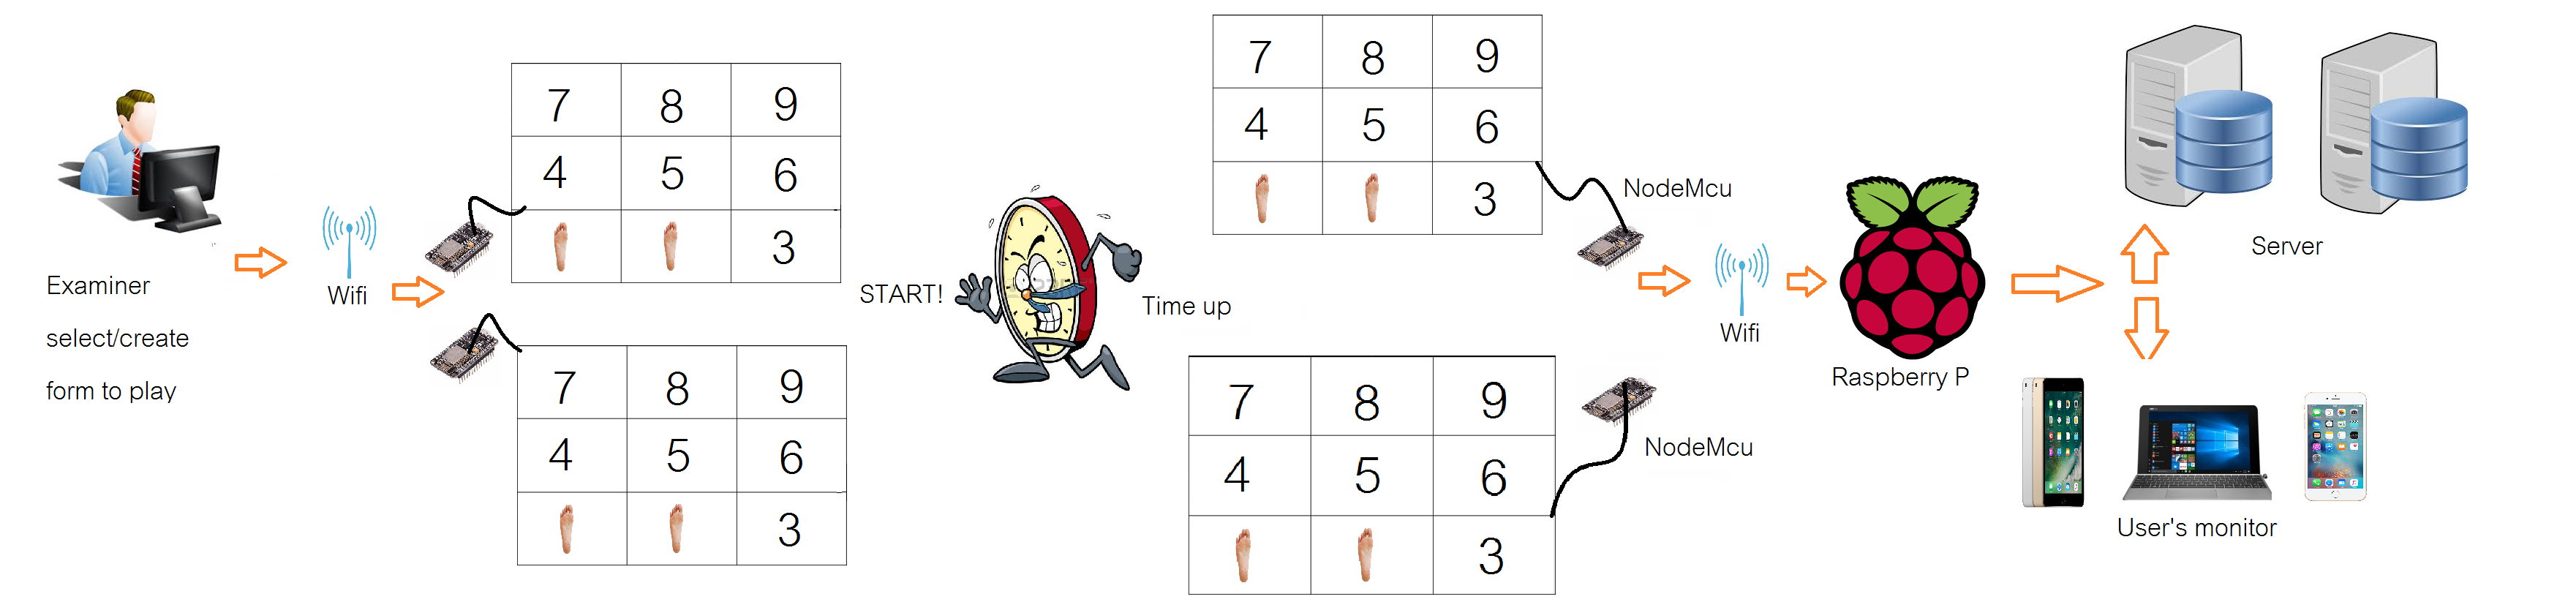 Examiner
select/create
form to play
Wifi
7 8 9
4 5 6
3
7 8 9
4 5 6
3
START!
Time up
7 8 9
4 5 6
3
7 8 9
4 5 6
3
NodeMcu
NodeMcu
Wifi
Raspberry P
Server
User's monitor